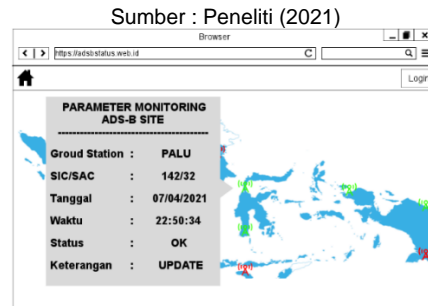 Sumber : Peneliti (2021)
Browser
https://adsbstatus.web.id
Login
PARAMETER MONITORING
ADS-B SITE
Groud Station : PALU
SIC/SAC : 142/32
Tanggal : 07/04/2021
Waktu : 22:50:34
Status : OK
Keterangan : UPDATE